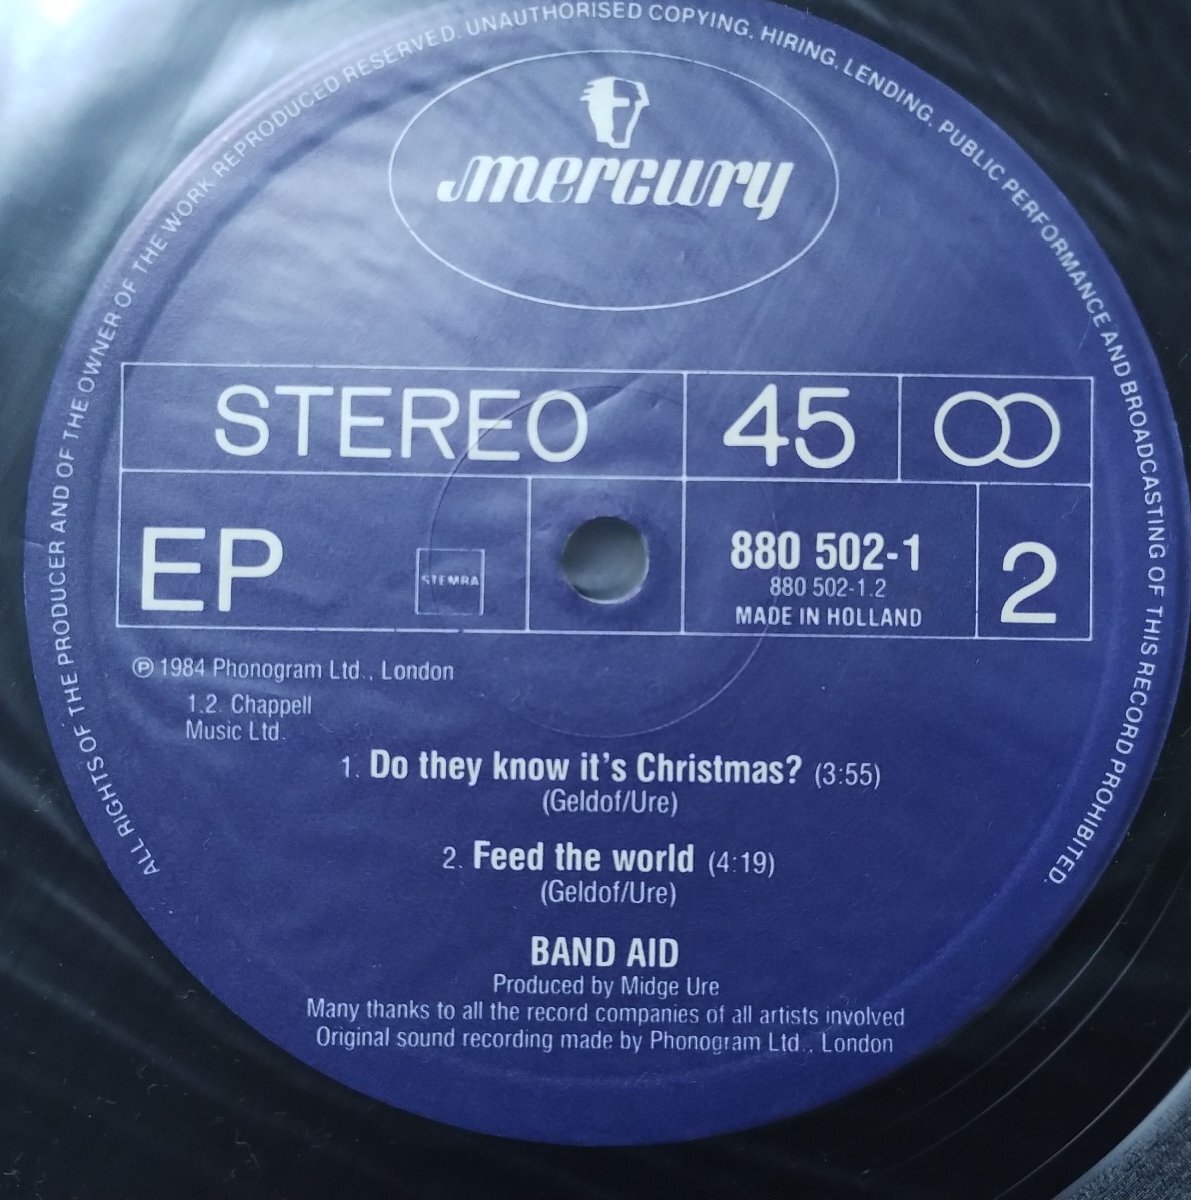 ALL RIGHTS OF THE PRODUCER AND OF THE OWNER OF THE WORK REPRODUCED RESERVED. UNAUTHORISED COPYING, HIRING, LENDING, PUBLIC PERFORMANCE AND BROADCASTING OF THIS RECORD PROHIBITED.
mercury
STEREO 45
EP STEMRA 880 502-1 2
880 502-1.2
MADE IN HOLLAND
℗ 1984 Phonogram Ltd., London
1.2. Chappell
Music Ltd.
1. Do they know it's Christmas? (3:55)
(Geldof/Ure)
2. Feed the world (4:19)
(Geldof/Ure)
BAND AID
Produced by Midge Ure
Many thanks to all the record companies of all artists involved
Original sound recording made by Phonogram Ltd., London